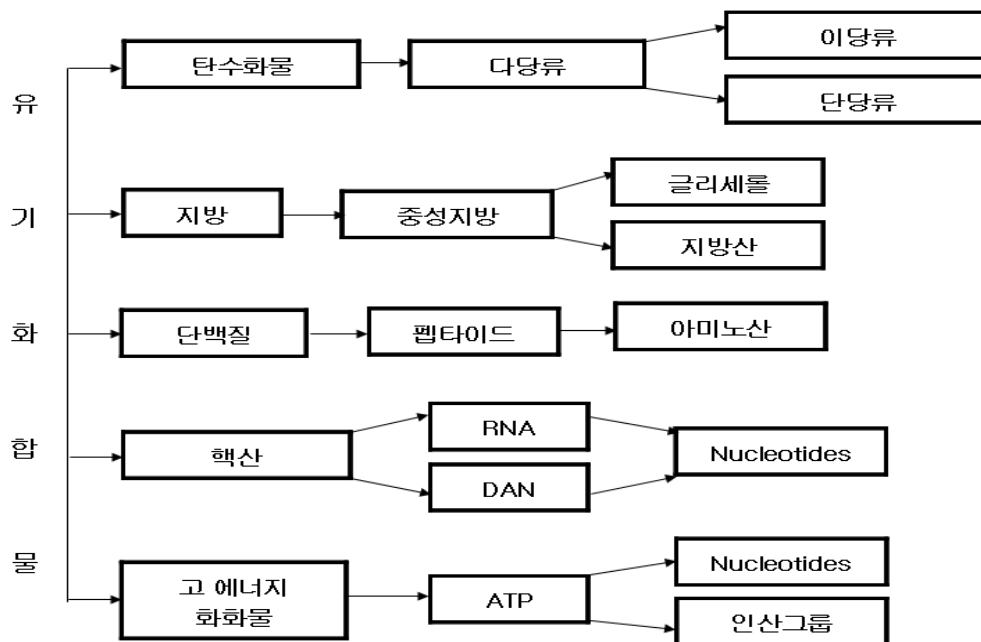 유
기
화
합
물
탄수화물
다당류
이당류
단당류
지방
중성지방
글리세롤
지방산
단백질
펩타이드
아미노산
핵산
RNA
DAN
Nucleotides
고 에너지
화화물
ATP
Nucleotides
인산그룹